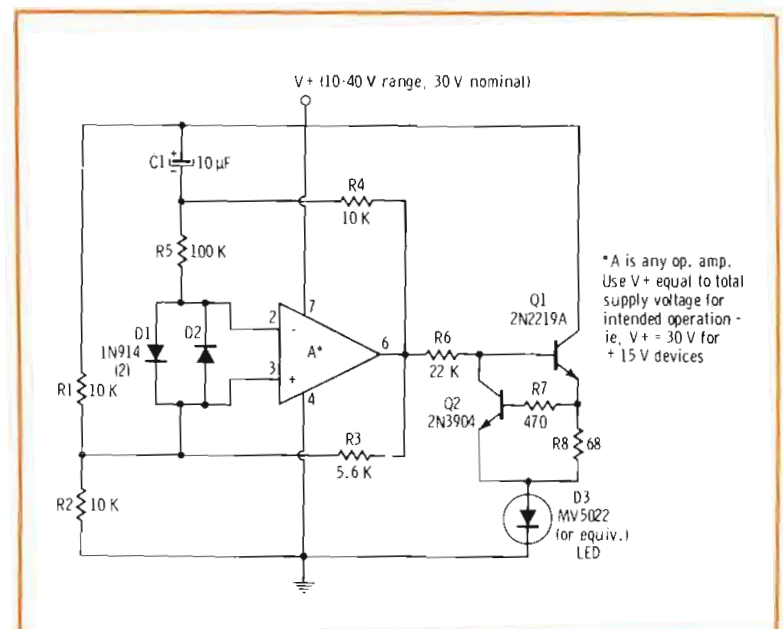 V+ (10-40 V range, 30 V nominal)
C1
+
-
10 µF
R4
10 K
R5
100 K
*A is any op. amp.
Use V+ equal to total
supply voltage for
intended operation -
ie, V+ = 30 V for
+ 15 V devices
Q1
2N2219A
7
D1
1N914
(2)
D2
2
-
A*
6
R6
22 K
3
+
4
R1
10 K
Q2
2N3904
R7
470
R8
68
R3
5.6 K
R2
10 K
D3
MV5022
(or equiv.)
LED